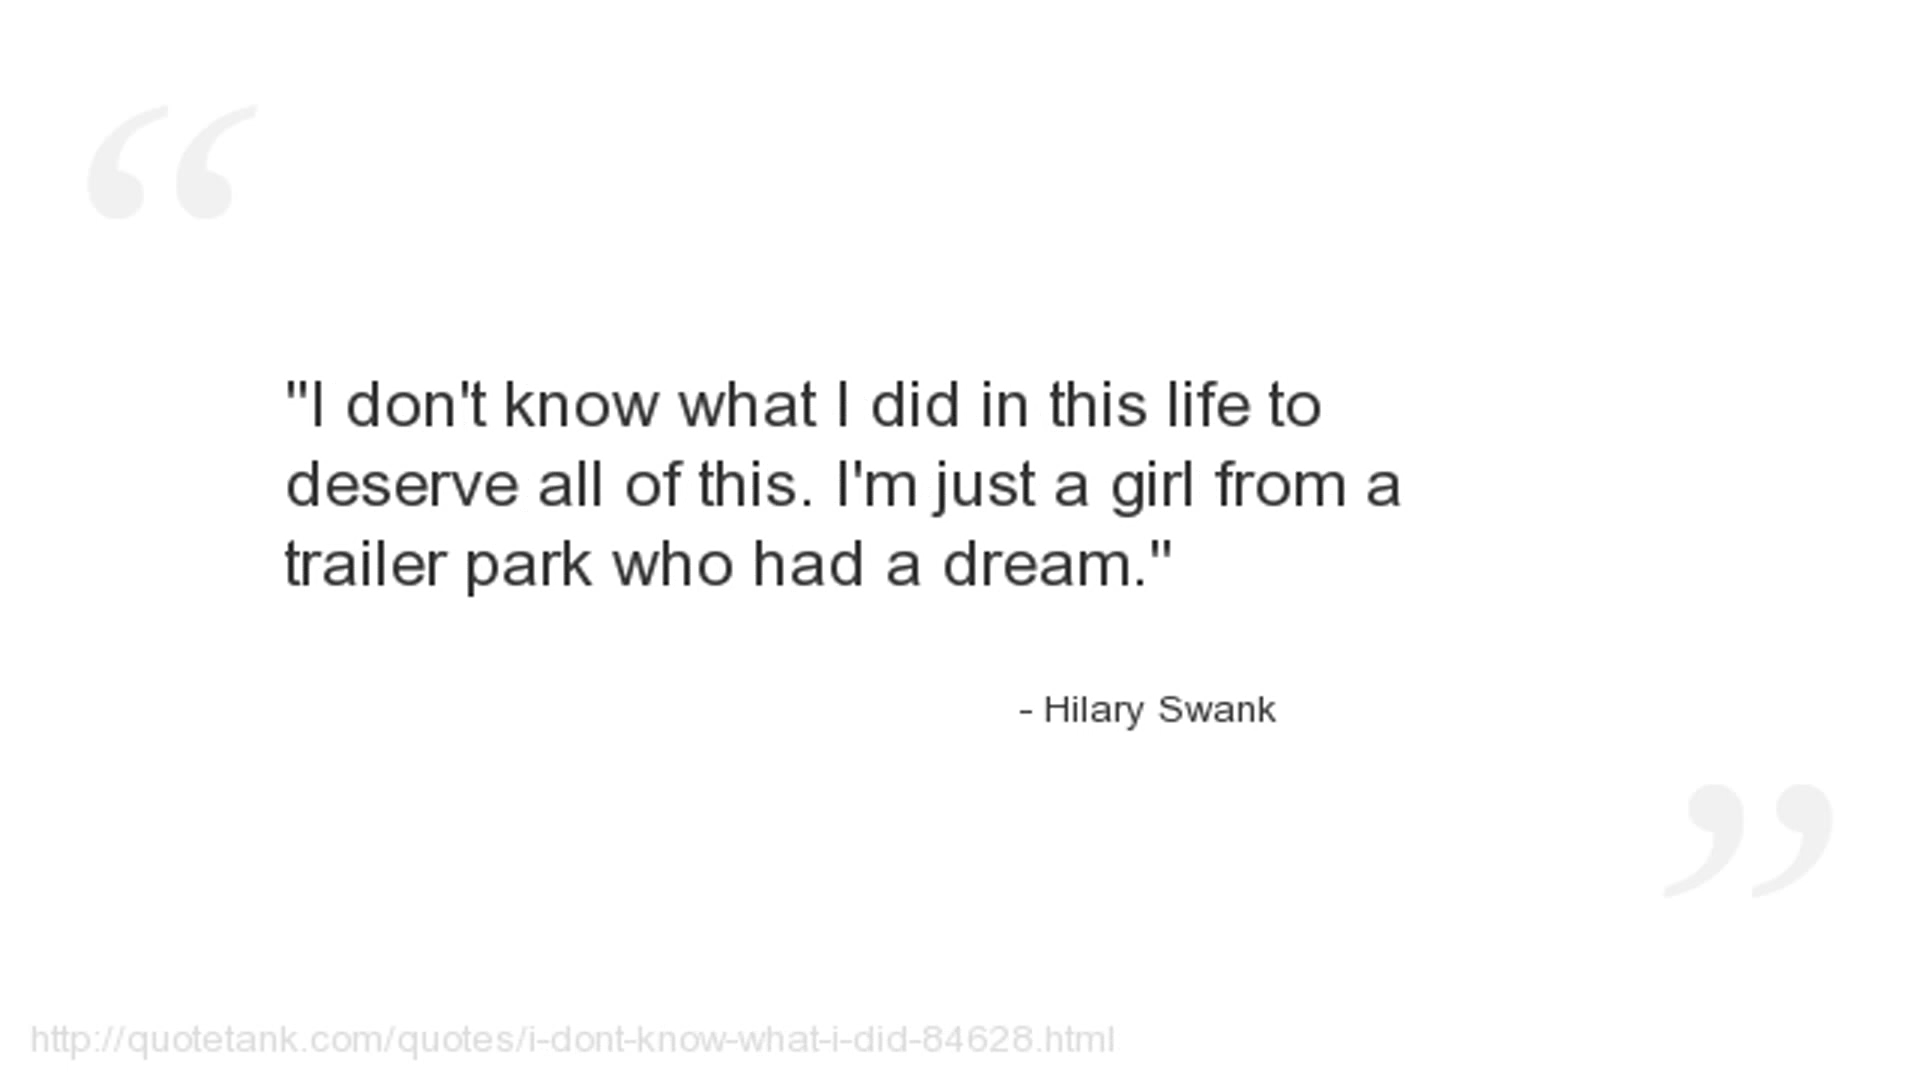 “
"I don't know what I did in this life to
deserve all of this. I'm just a girl from a
trailer park who had a dream."
- Hilary Swank
”
http://quotetank.com/quotes/i-dont-know-what-i-did-84628.html